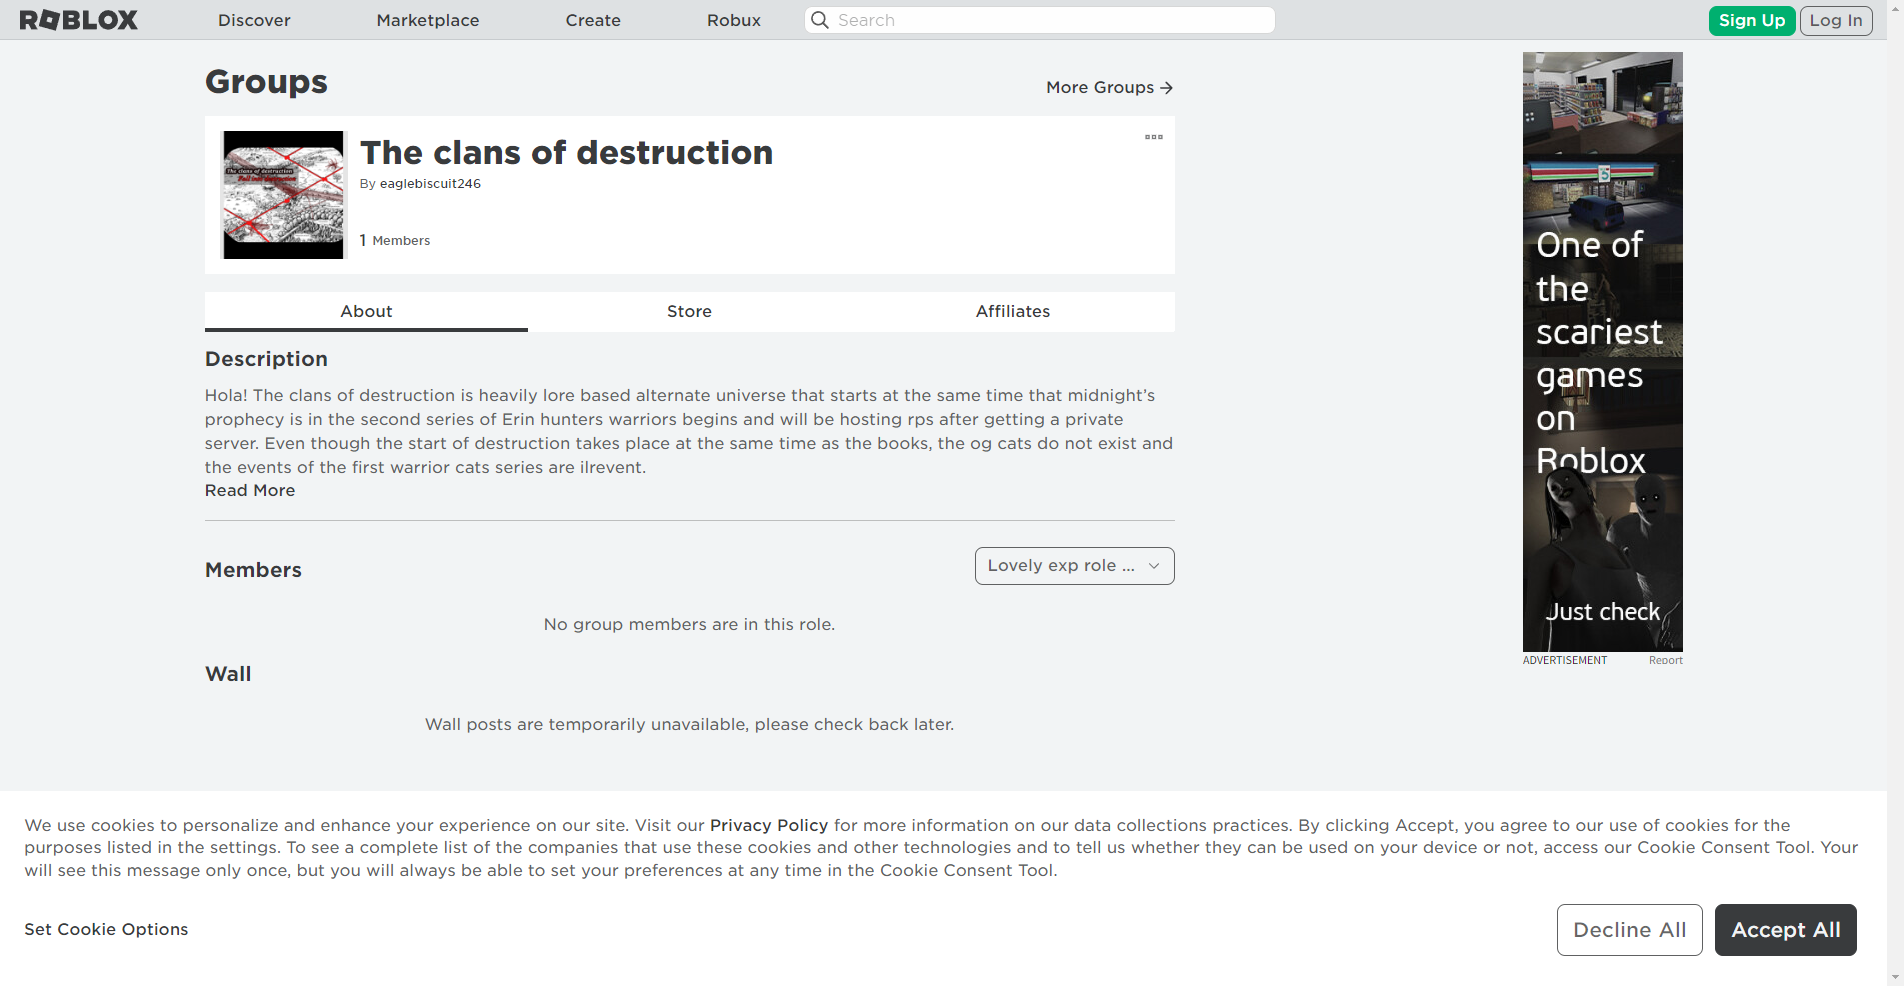 ROBLOX
Discover
Marketplace
Create
Robux
Search
Sign Up
Log In
Groups
More Groups →
The clans of destruction
By eaglebiscuit246
1 Members
The clans of destruction
About
Store
Affiliates
Description
Hola! The clans of destruction is heavily lore based alternate universe that starts at the same time that midnight’s
prophecy is in the second series of Erin hunters warriors begins and will be hosting rps after getting a private
server. Even though the start of destruction takes place at the same time as the books, the og cats do not exist and
the events of the first warrior cats series are ilrevent.
Read More
Members
Lovely exp role ...
No group members are in this role.
Wall
Wall posts are temporarily unavailable, please check back later.
5
One of
the
scariest
games
on
Roblox
Just check
ADVERTISEMENT
Report
We use cookies to personalize and enhance your experience on our site. Visit our Privacy Policy for more information on our data collections practices. By clicking Accept, you agree to our use of cookies for the
purposes listed in the settings. To see a complete list of the companies that use these cookies and other technologies and to tell us whether they can be used on your device or not, access our Cookie Consent Tool. Your
will see this message only once, but you will always be able to set your preferences at any time in the Cookie Consent Tool.
Set Cookie Options
Decline All
Accept All